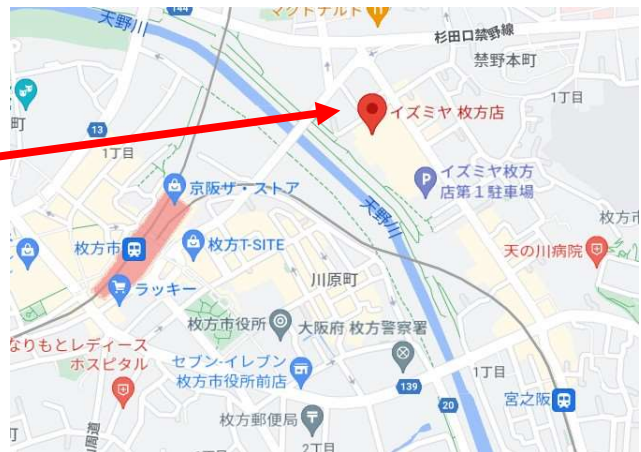 144
マクドナルド
天野川
杉田口禁野線
禁野本町
イズミヤ 枚方店
1丁目
町
13
1丁目
イズミヤ枚方
店第1駐車場
京阪ザ・ストア
天野川
枚方市
枚方T-SITE
天の川病院
枚方市
川原町
ラッキー
枚方市役所
大阪府 枚方警察署
なりもとレディース
ホスピタル
セブン-イレブン
枚方市役所前店
1丁目
139
20
宮之阪
枚方郵便局
2丁目
丁